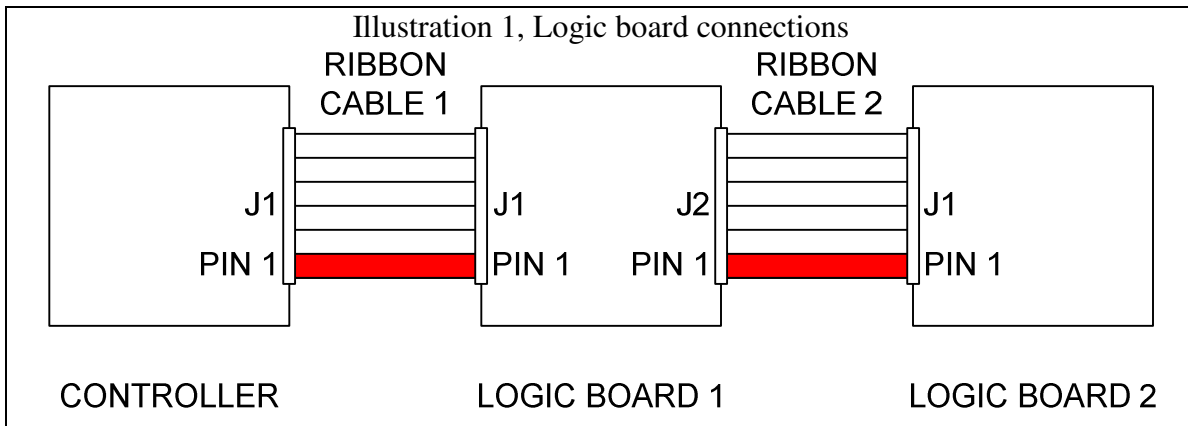 Illustration 1, Logic board connections
RIBBON
CABLE 1
RIBBON
CABLE 2
J1
J1
J2
J1
PIN 1
PIN 1
PIN 1
PIN 1
CONTROLLER
LOGIC BOARD 1
LOGIC BOARD 2